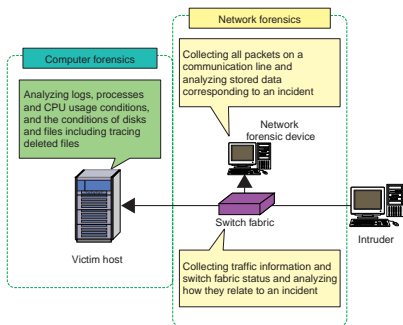 Network forensics
Computer forensics
Collecting all packets on a
communication line and
analyzing stored data
corresponding to an incident
Analyzing logs, processes
and CPU usage conditions,
and the conditions of disks
and files including tracing
deleted files
Network
forensic device
Switch fabric
Intruder
Victim host
Collecting traffic information and
switch fabric status and analyzing
how they relate to an incident